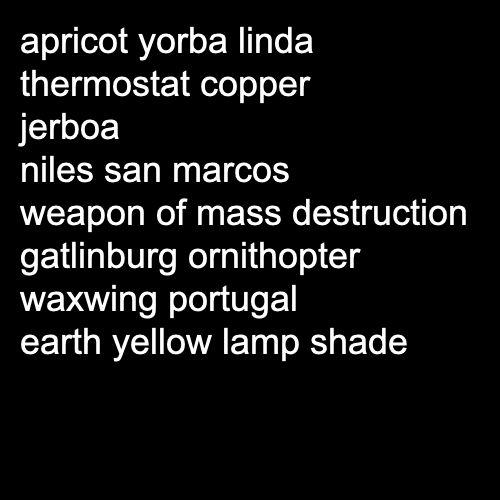 apricot yorba linda
thermostat copper
jerboa
niles san marcos
weapon of mass destruction
gatlinburg ornithopter
waxwing portugal
earth yellow lamp shade